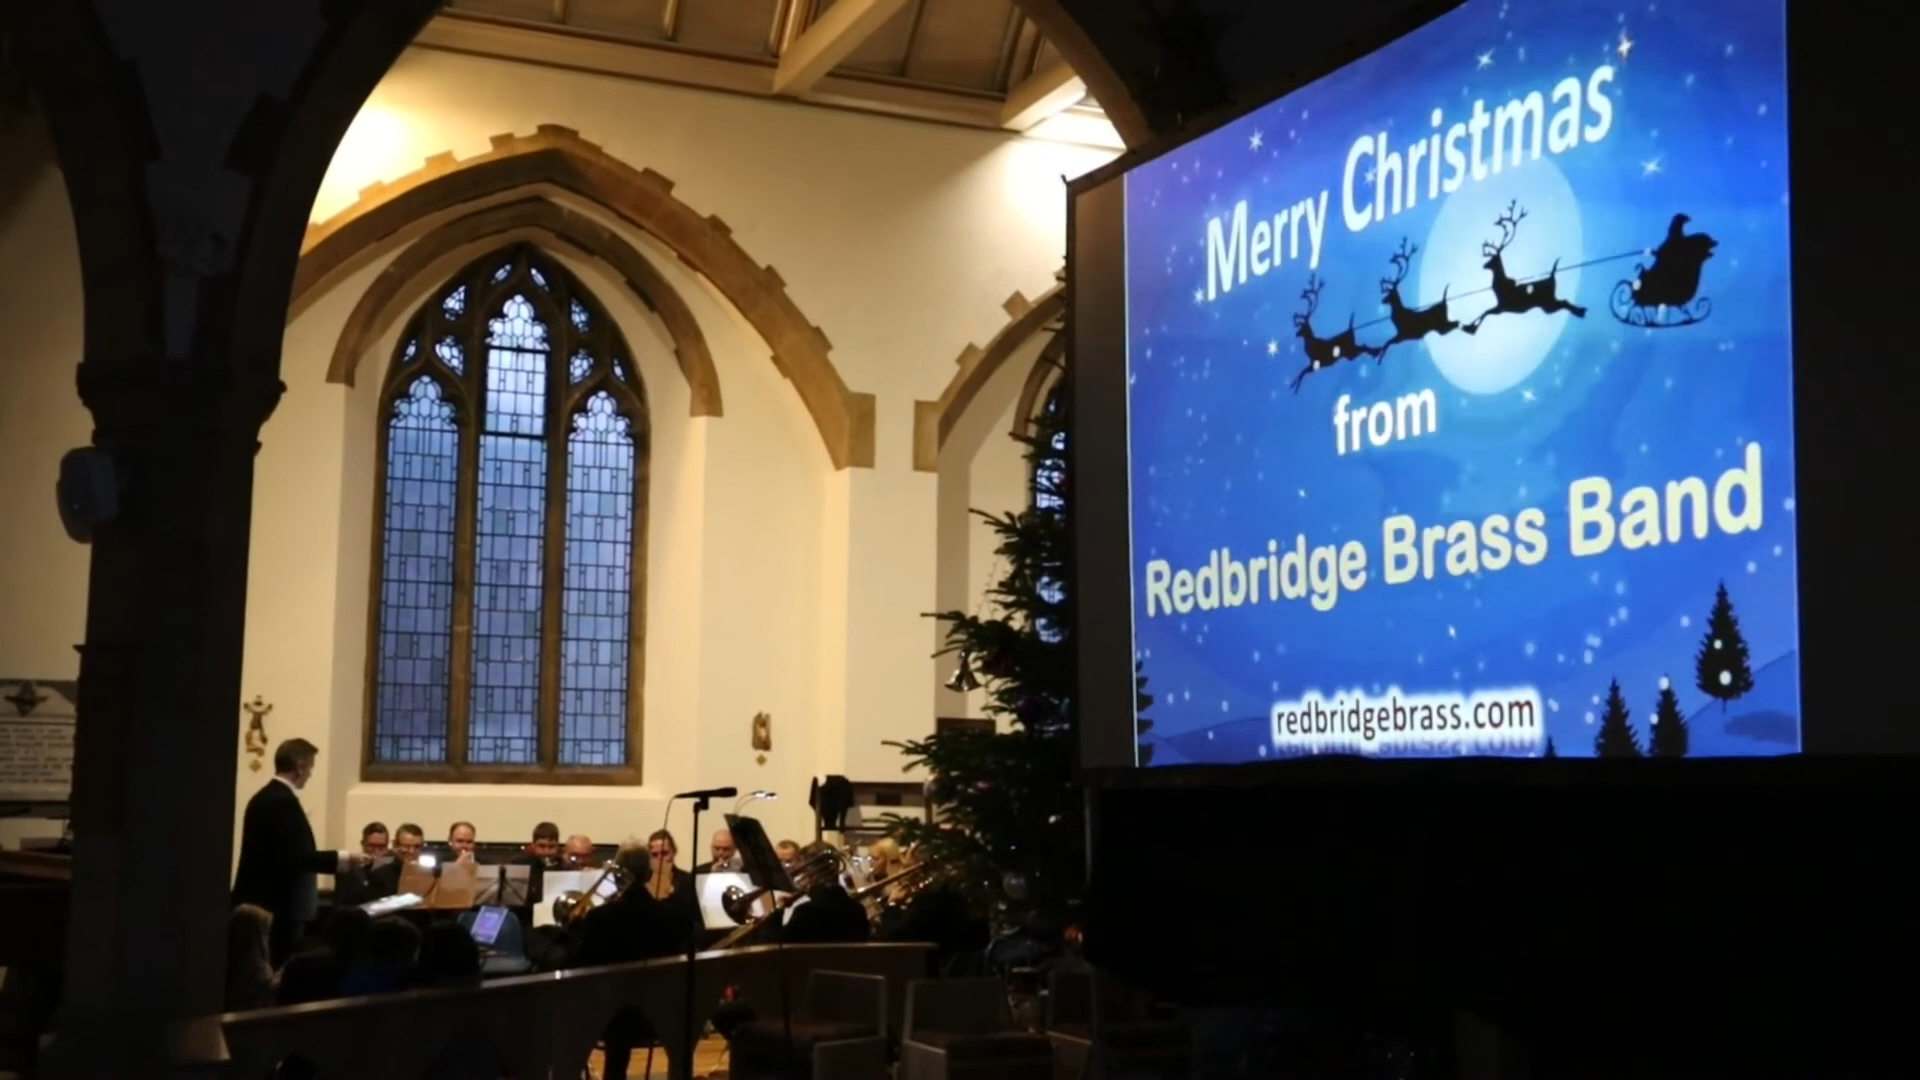 Merry Christmas
from
Redbridge Brass Band
redbridgebrass.com